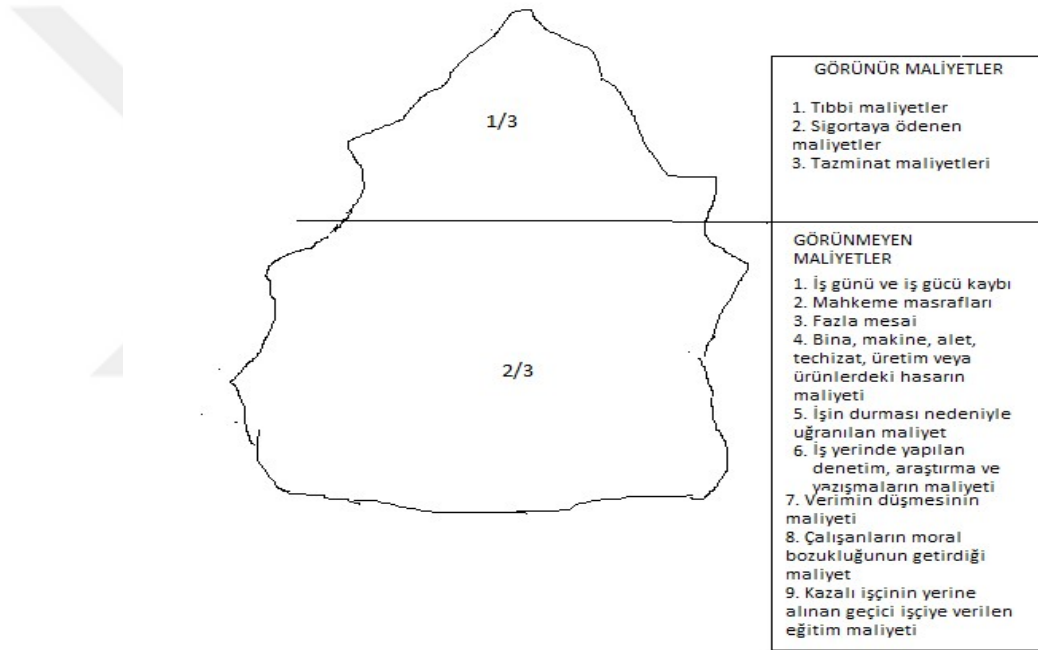 1/3
2/3
GÖRÜNÜR MALİYETLER
1. Tıbbi maliyetler
2. Sigortaya ödenen
maliyetler
3. Tazminat maliyetleri
GÖRÜNMEYEN
MALİYETLER
1. İş günü ve iş gücü kaybı
2. Mahkeme masrafları
3. Fazla mesai
4. Bina, makine, alet,
techizat, üretim veya
ürünlerdeki hasarın
maliyeti
5. İşin durması nedeniyle
uğranılan maliyet
6. İş yerinde yapılan
denetim, araştırma ve
yazışmaların maliyeti
7. Verimin düşmesinin
maliyeti
8. Çalışanların moral
bozukluğunun getirdiği
maliyet
9. Kazalı işçinin yerine
alınan geçici işçiye verilen
eğitim maliyeti